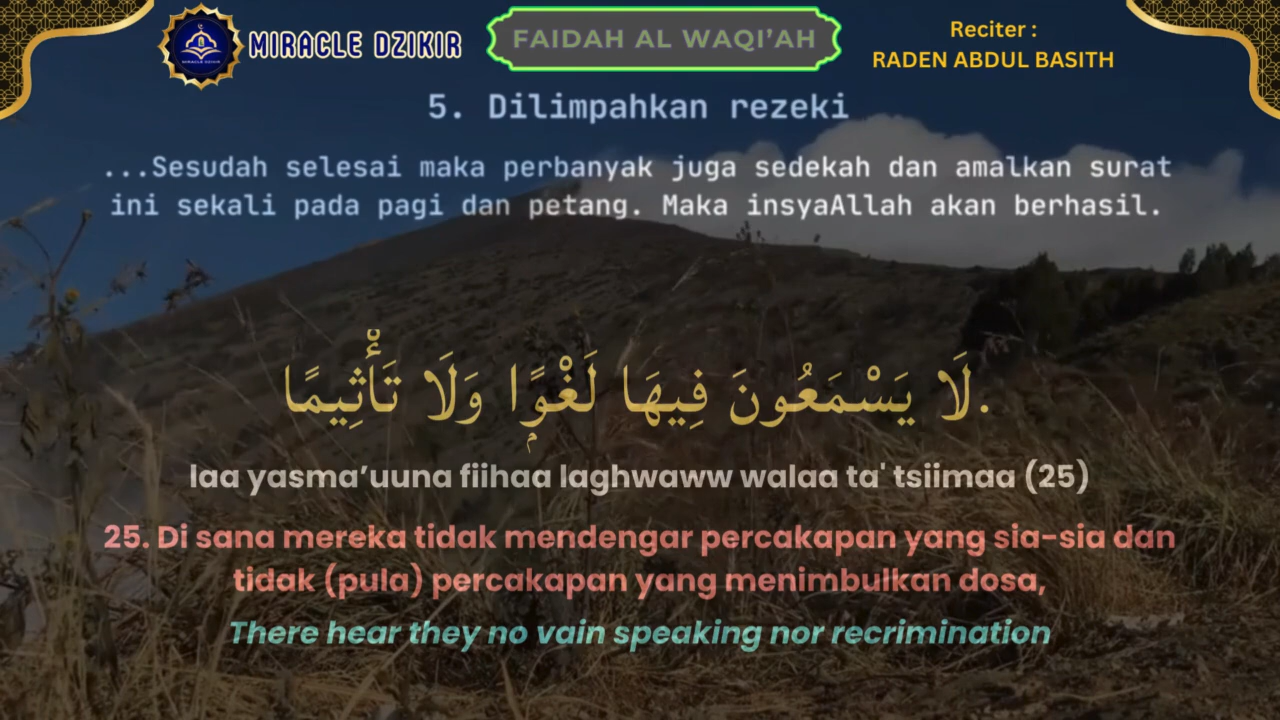 MIRACLE DZIKIR
FAIDAH AL WAQI'AH
Reciter :
RADEN ABDUL BASITH
5. Dilimpahkan rezeki
...Sesudah selesai maka perbanyak juga sedekah dan amalkan surat
ini sekali pada pagi dan petang. Maka insyaAllah akan berhasil.
لَا يَسْمَعُونَ فِيهَا لَغْوًۭا وَلَا تَأْثِيمًا.
laa yasma’uuna fiihaa laghwaww walaa ta' tsiimaa (25)
25. Di sana mereka tidak mendengar percakapan yang sia-sia dan
tidak (pula) percakapan yang menimbulkan dosa,
There hear they no vain speaking nor recrimination